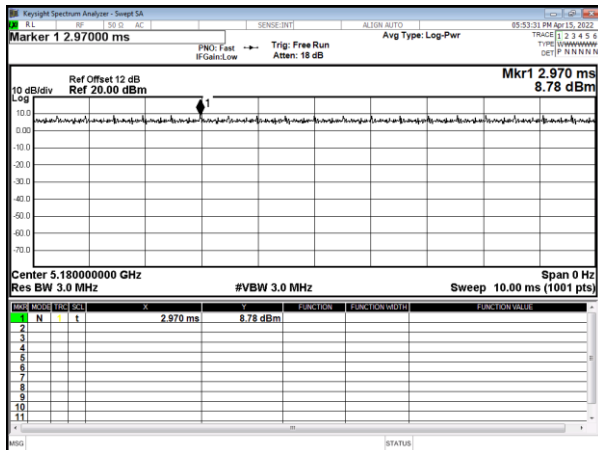 Keysight Spectrum Analyzer - Swept SA
RL RF 50 Ω AC SENSE:INT ALIGN AUTO 05:53:31 PM Apr 15, 2022
Marker 1 2.97000 ms
PNO: Fast
IFGain:Low
Trig: Free Run
Atten: 18 dB
Avg Type: Log-Pwr
TRACE 1 2 3 4 5 6
TYPE WWWWWW
DET P N N N N N
Ref Offset 12 dB
10 dB/div Ref 20.00 dBm
Log
Mkr1 2.970 ms
8.78 dBm
1
10.0
0.00
-10.0
-20.0
-30.0
-40.0
-50.0
-60.0
-70.0
Center 5.180000000 GHz Span 0 Hz
Res BW 3.0 MHz #VBW 3.0 MHz Sweep 10.00 ms (1001 pts)
MKR MODE TRC SCL X Y FUNCTION FUNCTION WIDTH FUNCTION VALUE
1 N 1 t 2.970 ms 8.78 dBm
2
3
4
5
6
7
8
9
10
11
MSG STATUS